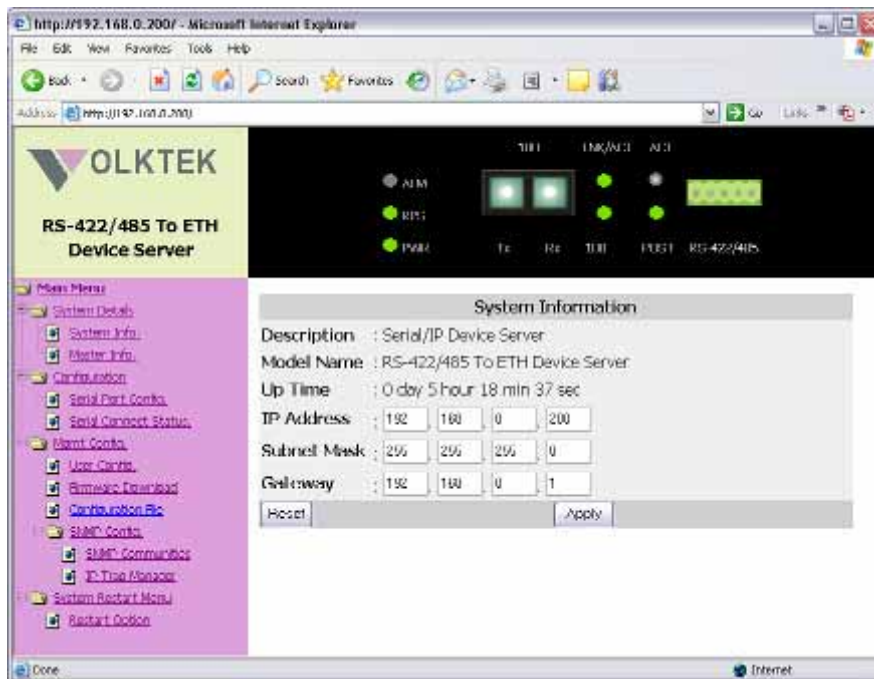 http://192.168.0.200/ - Microsoft Internet Explorer
File Edit View Favorites Tools Help
Back Search Favorites
Address http://192.168.0.200/ Go Links
VOLKTEK
RS-422/485 To ETH
Device Server
100 LNK/ACT ACT
ALM
RPS
PWR Tx Rx 100 POST RS-422/485
Main Menu
System Details
System Info.
Master Info.
Configuration
Serial Port Config.
Serial Connect Status.
Mgmt Config.
User Config.
Firmware Download
Configuration File
SNMP Config.
SNMP Communities
IP Trap Manager
System Restart Menu
Restart Option
System Information
Description : Serial/IP Device Server
Model Name : RS-422/485 To ETH Device Server
Up Time : 0 day 5 hour 18 min 37 sec
IP Address : 192 . 168 . 0 . 200
Subnet Mask : 255 . 255 . 255 . 0
Gateway : 192 . 168 . 0 . 1
Reset Apply
Done Internet